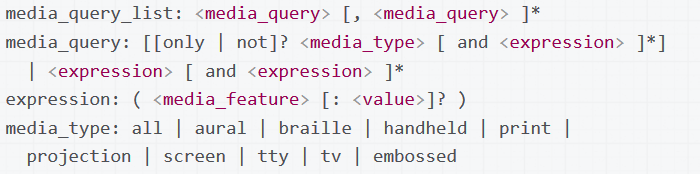 media_query_list: <media_query> [, <media_query> ]*
media_query: [[only | not]? <media_type> [ and <expression> ]*]
  | <expression> [ and <expression> ]*
expression: ( <media_feature> [: <value>]? )
media_type: all | aural | braille | handheld | print |
  projection | screen | tty | tv | embossed